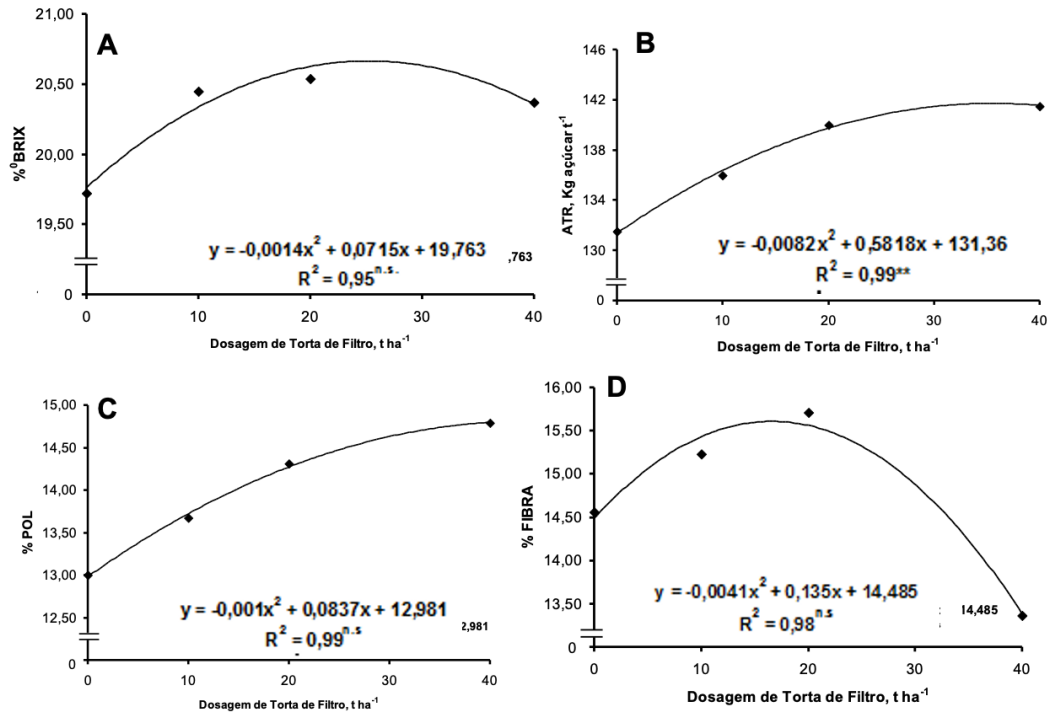 A
%⁰BRIX
21,00
20,50
20,00
19,50
0
y = -0,0014x² + 0,0715x + 19,763
,763
R² = 0,95ⁿ·ˢ·
0 10 20 30 40
Dosagem de Torta de Filtro, t ha⁻¹
B
ATR, Kg açúcar t⁻¹
146
142
138
134
130
0
y = -0,0082x² + 0,5818x + 131,36
R² = 0,99**
0 10 20 30 40
Dosagem de Torta de Filtro, t ha⁻¹
C
% POL
15,00
14,50
14,00
13,50
13,00
12,50
0
y = -0,001x² + 0,0837x + 12,981
2,981
R² = 0,99ⁿ·ˢ
0 10 20 30 40
Dosagem de Torta de Filtro, t ha⁻¹
D
% FIBRA
16,00
15,50
15,00
14,50
14,00
13,50
0
y = -0,0041x² + 0,135x + 14,485
14,485
R² = 0,98ⁿ·ˢ
0 10 20 30 40
Dosagem de Torta de Filtro, t ha⁻¹